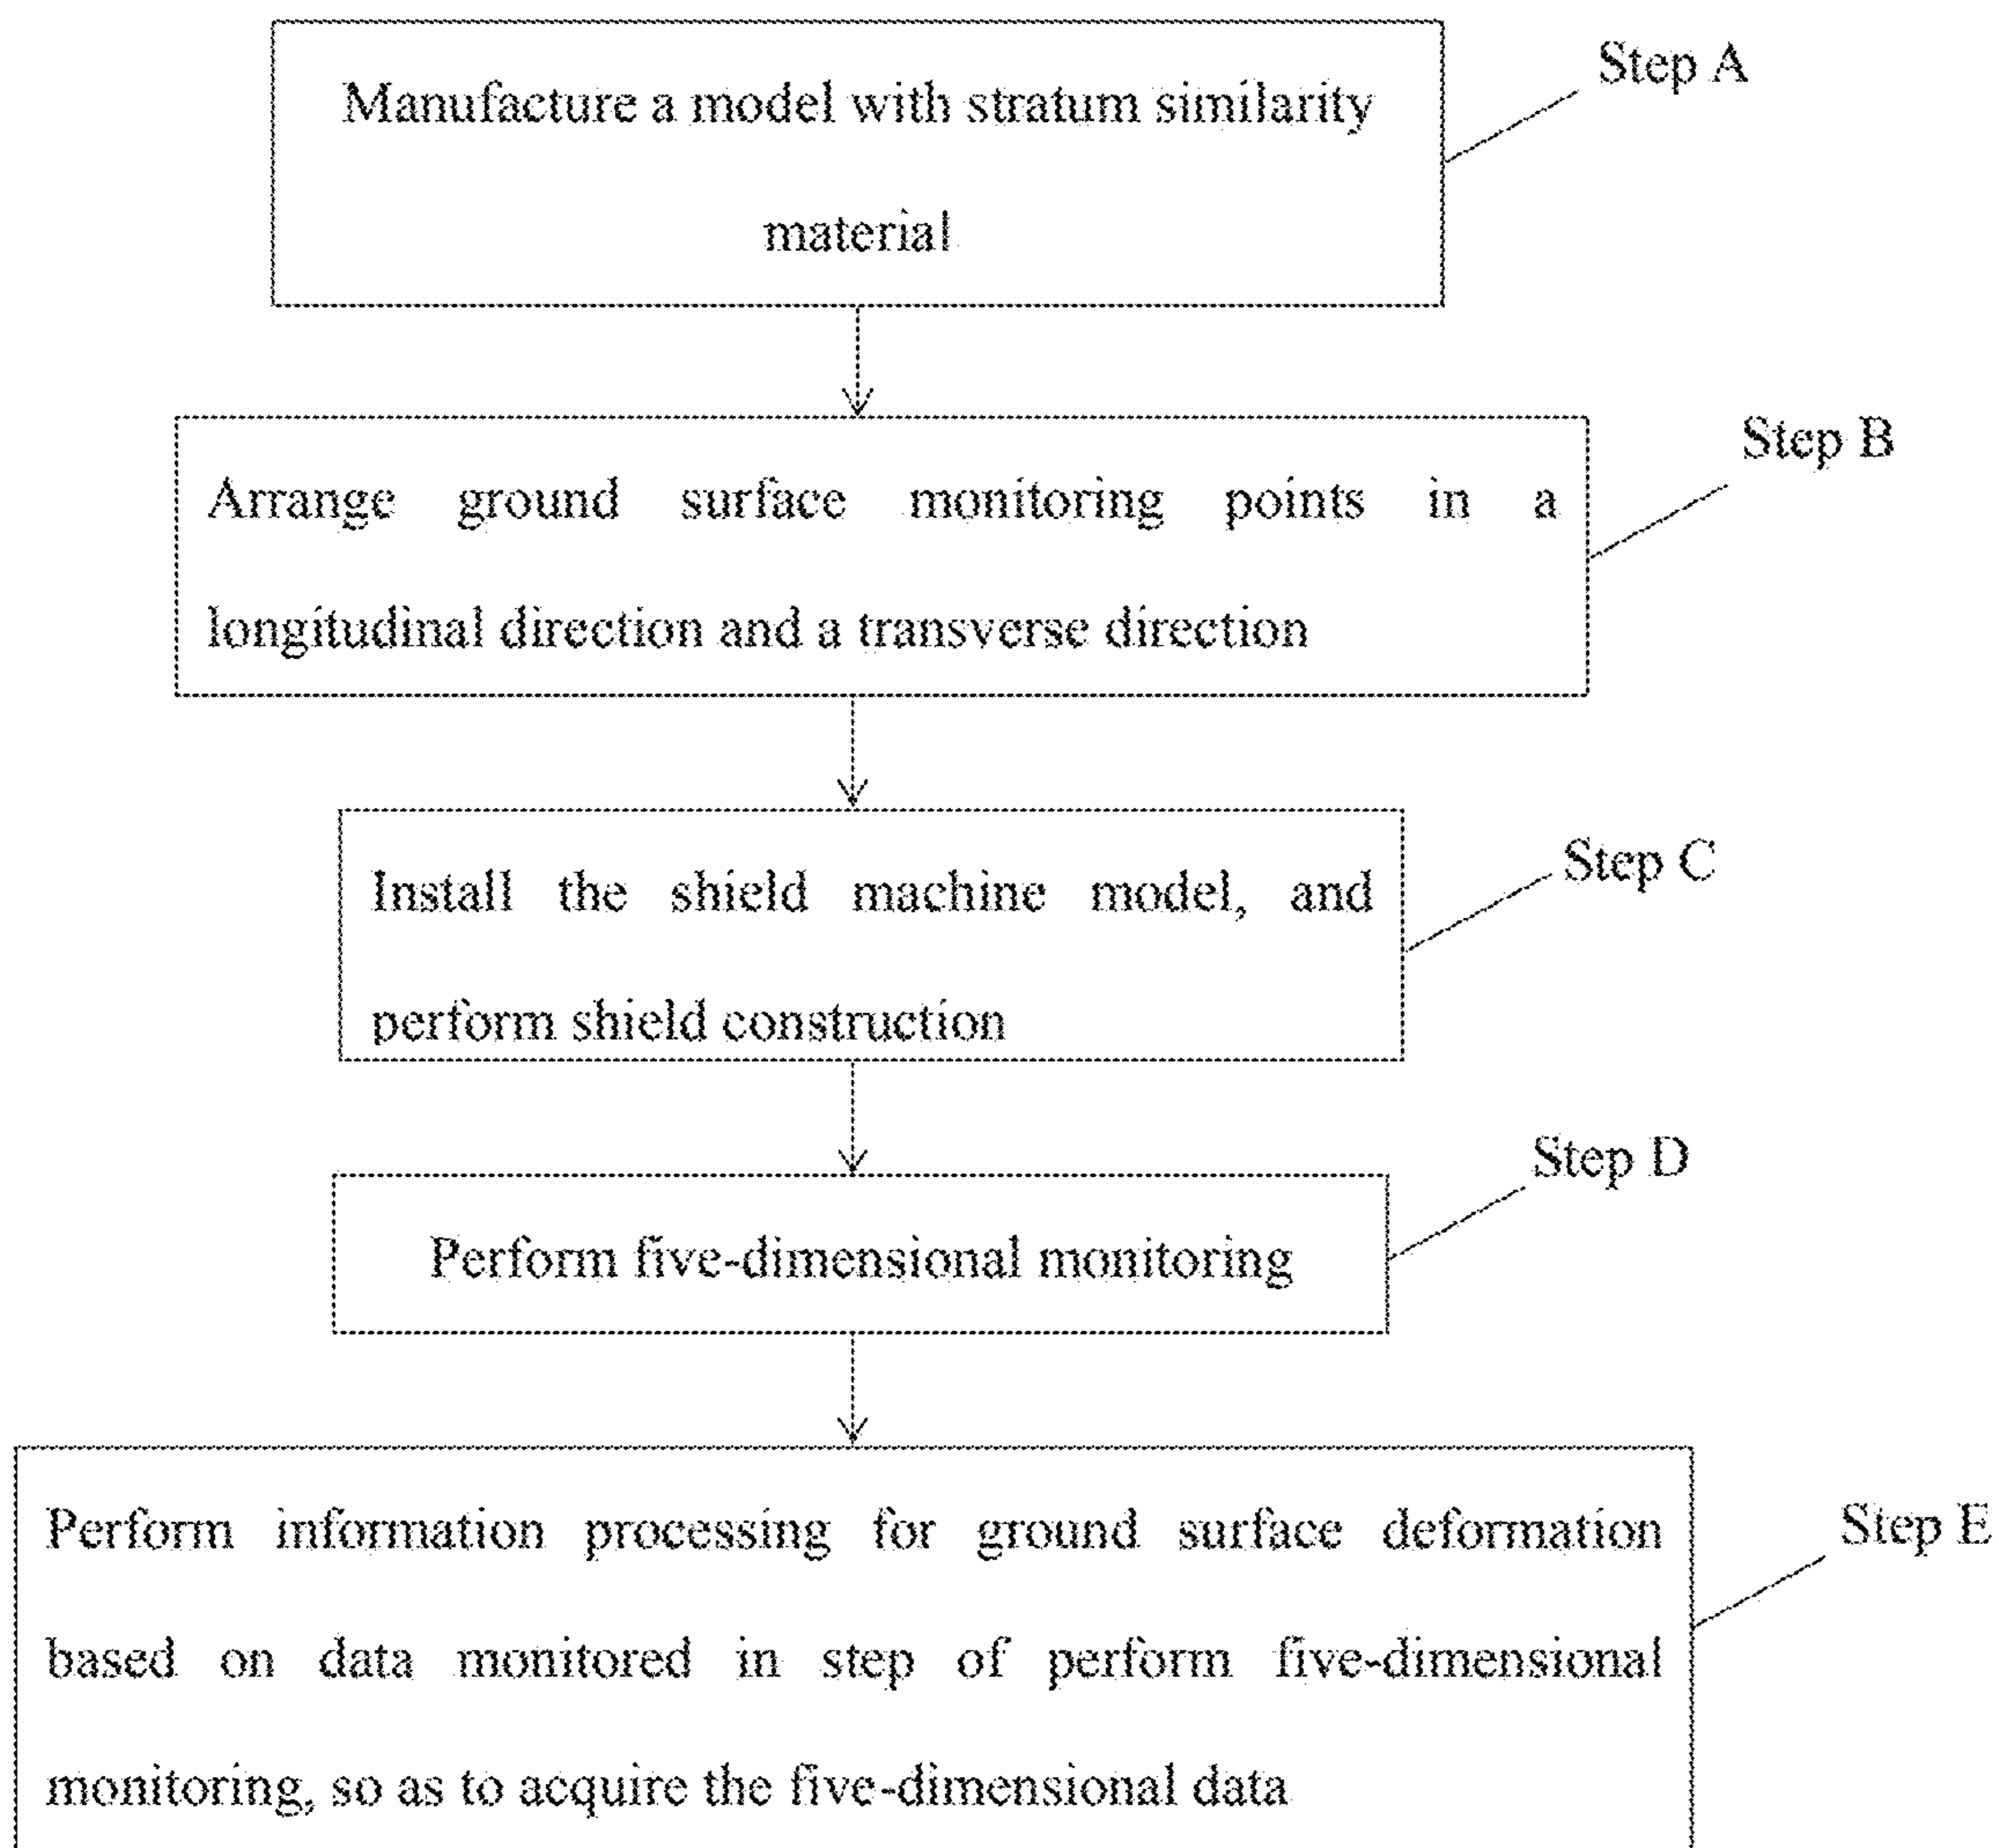 Manufacture a model with stratum similarity
material
Step A
Arrange ground surface monitoring points in a
longitudinal direction and a transverse direction
Step B
Install the shield machine model, and
perform shield construction
Step C
Perform five-dimensional monitoring
Step D
Perform information processing for ground surface deformation
based on data monitored in step of perform five-dimensional
monitoring, so as to acquire the five-dimensional data
Step E